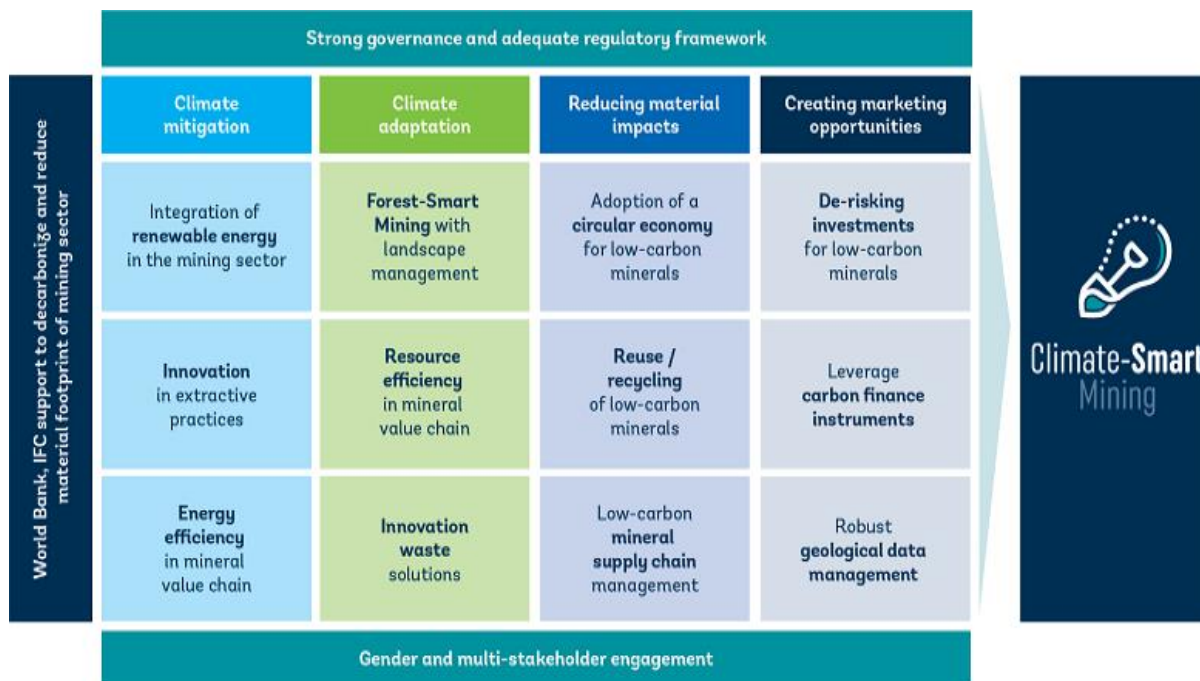 Strong governance and adequate regulatory framework
World Bank, IFC support to decarbonize and reduce
material footprint of mining sector
Climate
mitigation
Climate
adaptation
Reducing material
impacts
Creating marketing
opportunities
Integration of
renewable energy
in the mining sector
Forest-Smart
Mining with
landscape
management
Adoption of a
circular economy
for low-carbon
minerals
De-risking
investments
for low-carbon
minerals
Innovation
in extractive
practices
Resource
efficiency
in mineral
value chain
Reuse /
recycling
of low-carbon
minerals
Leverage
carbon finance
instruments
Energy
efficiency
in mineral
value chain
Innovation
waste
solutions
Low-carbon
mineral
supply chain
management
Robust
geological data
management
Climate-Smart
Mining
Gender and multi-stakeholder engagement